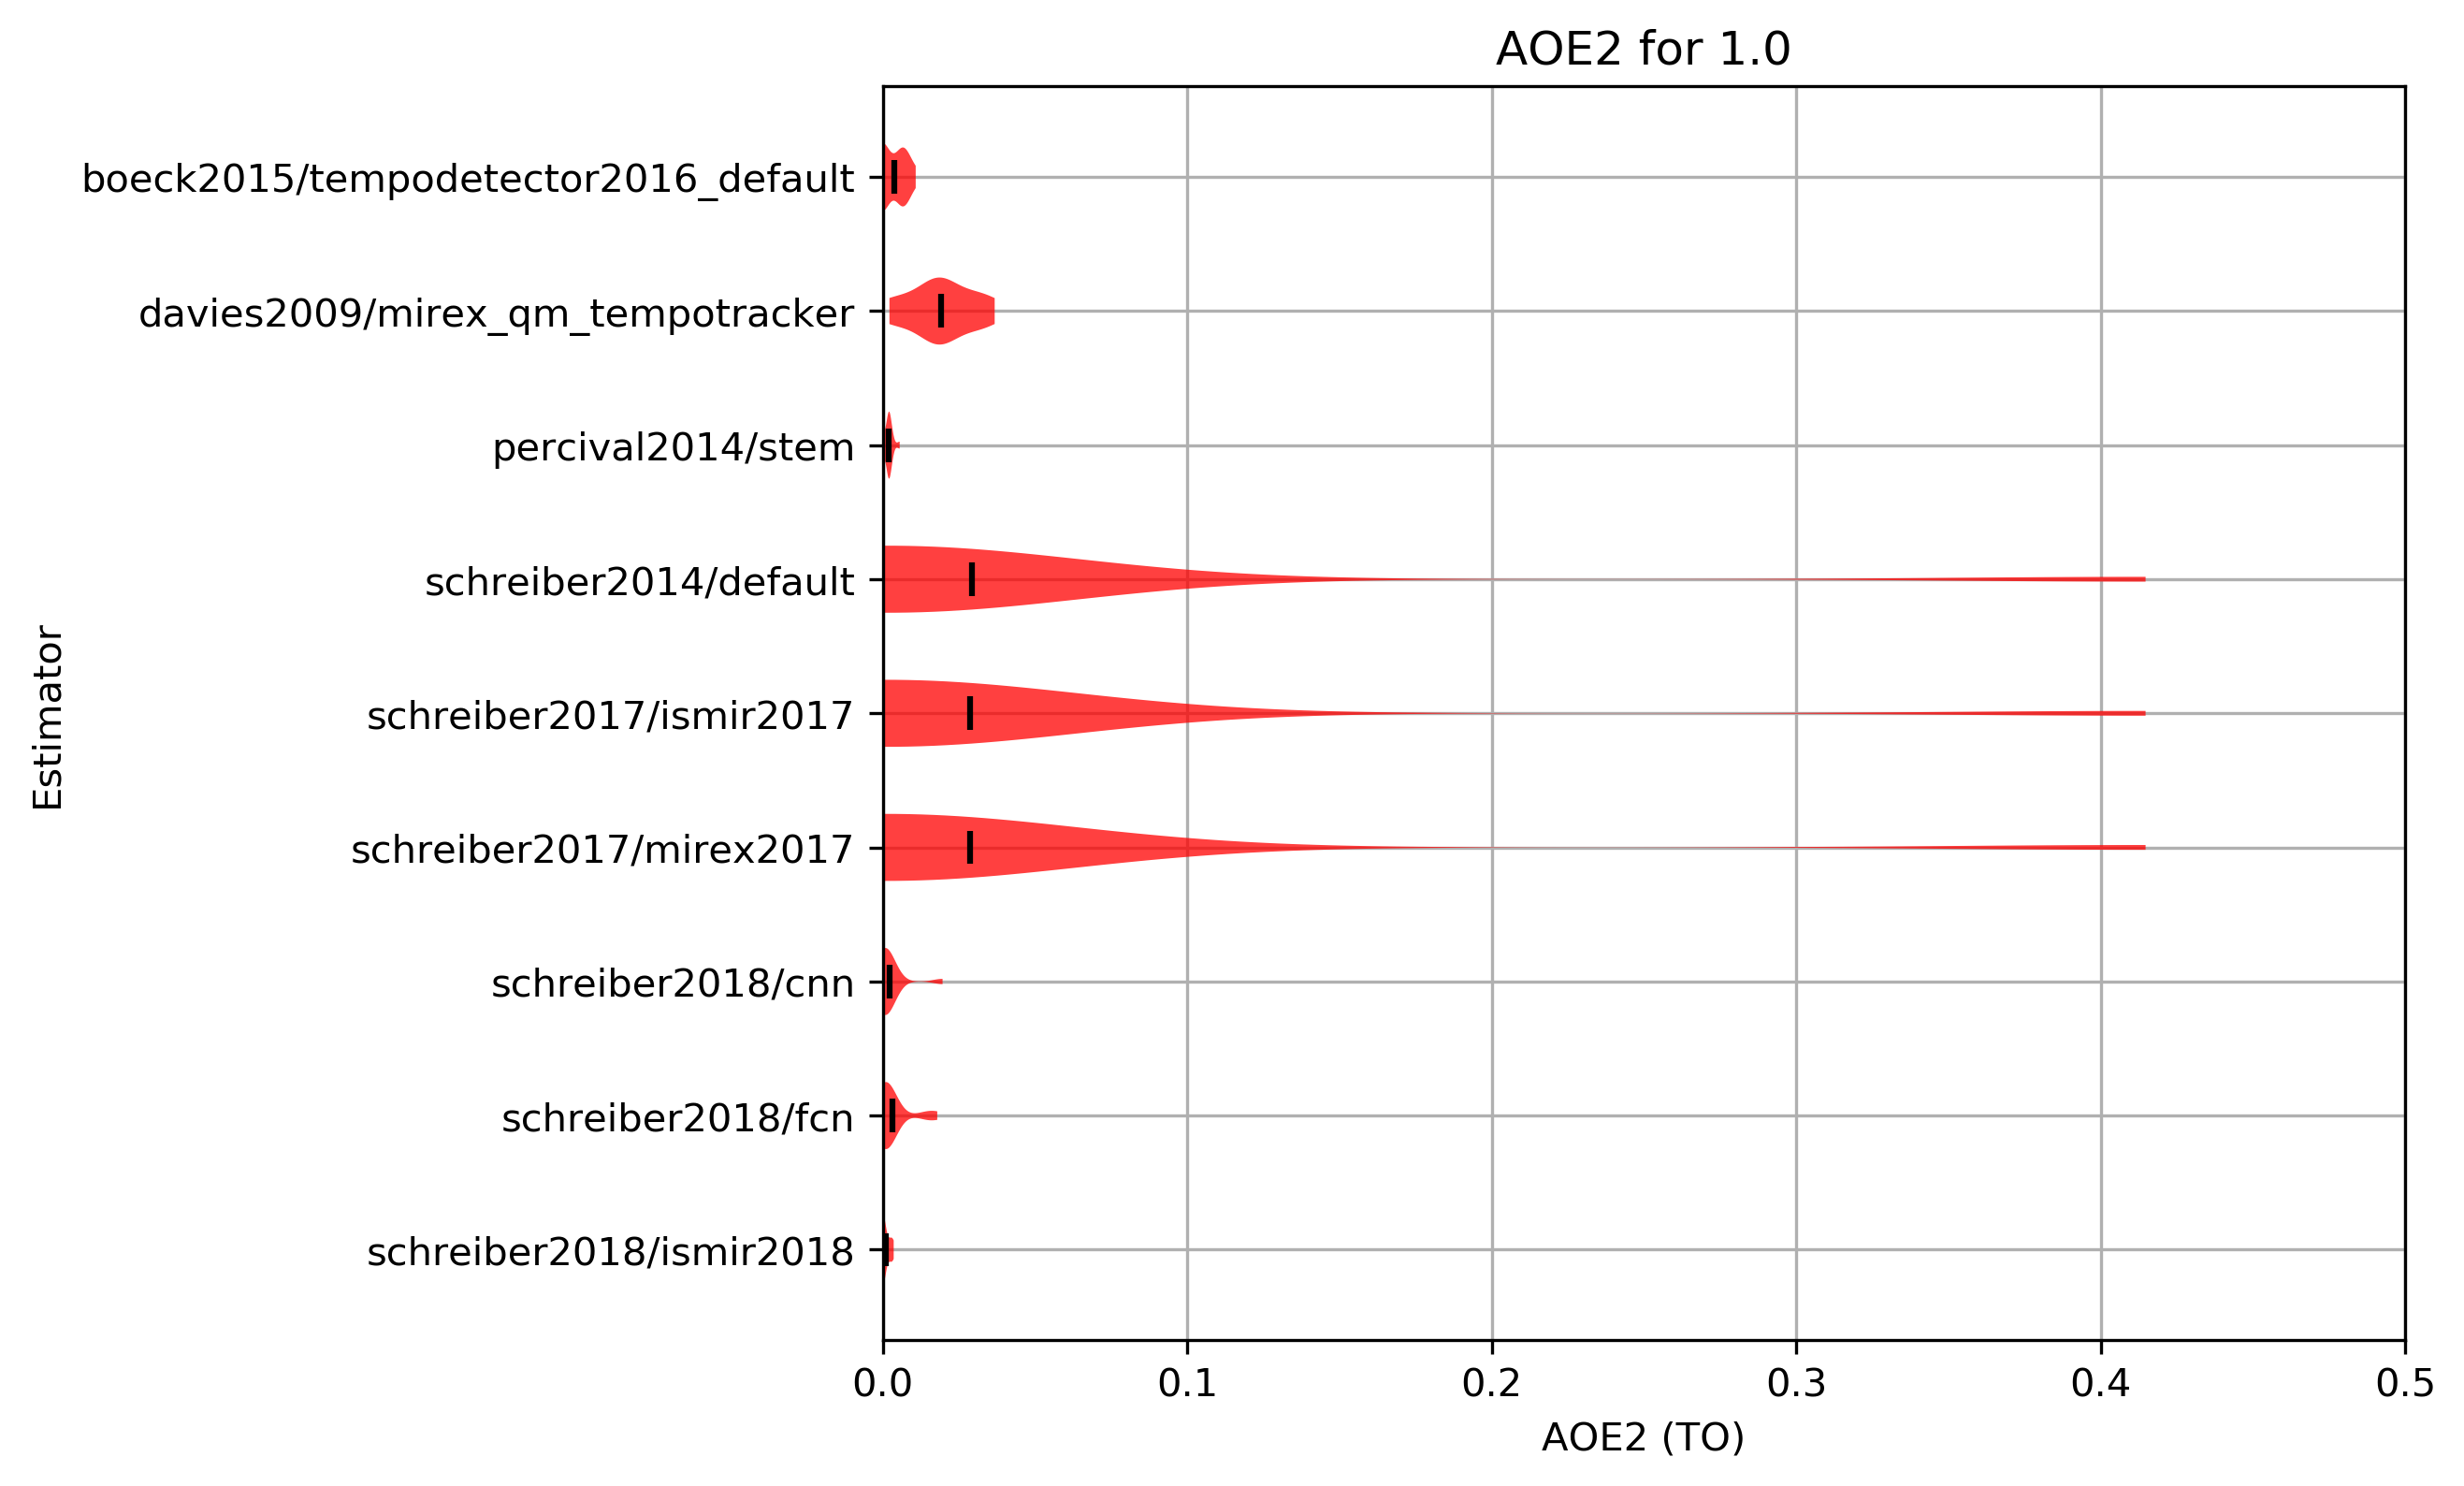 AOE2 for 1.0
boeck2015/tempodetector2016_default
davies2009/mirex_qm_tempotracker
percival2014/stem
schreiber2014/default
schreiber2017/ismir2017
schreiber2017/mirex2017
schreiber2018/cnn
schreiber2018/fcn
schreiber2018/ismir2018
Estimator
0.0 0.1 0.2 0.3 0.4 0.5
AOE2 (TO)